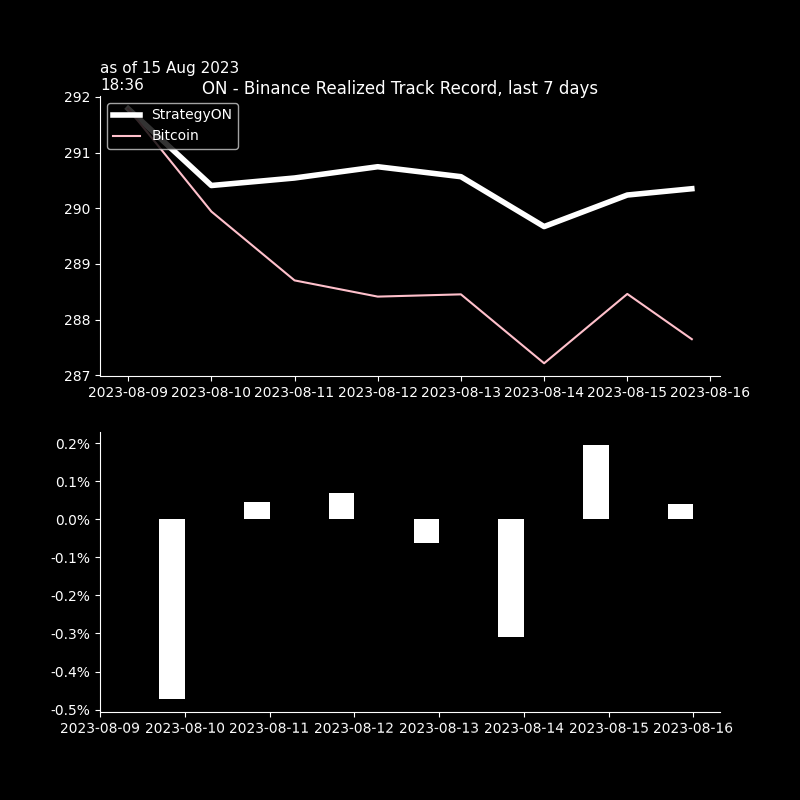 as of 15 Aug 2023
18:36
ON - Binance Realized Track Record, last 7 days
StrategyON
Bitcoin
292
291
290
289
288
287
2023-08-09 2023-08-10 2023-08-11 2023-08-12 2023-08-13 2023-08-14 2023-08-15 2023-08-16
0.2%
0.1%
0.0%
-0.1%
-0.2%
-0.3%
-0.4%
-0.5%
2023-08-09 2023-08-10 2023-08-11 2023-08-12 2023-08-13 2023-08-14 2023-08-15 2023-08-16